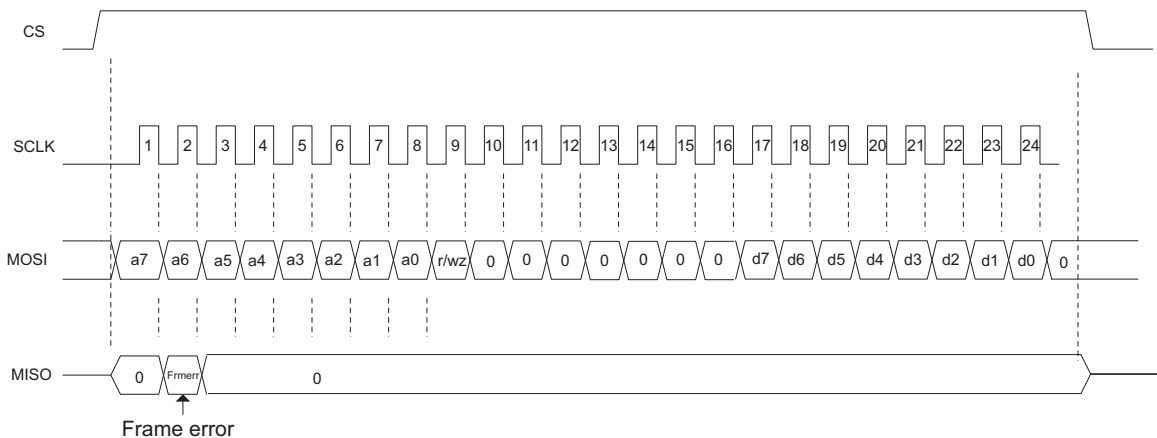 CS
SCLK
1 2 3 4 5 6 7 8 9 10 11 12 13 14 15 16 17 18 19 20 21 22 23 24
MOSI
a7 a6 a5 a4 a3 a2 a1 a0 r/wz 0 0 0 0 0 0 0 d7 d6 d5 d4 d3 d2 d1 d0 0
MISO
0 Frmerr 0
Frame error